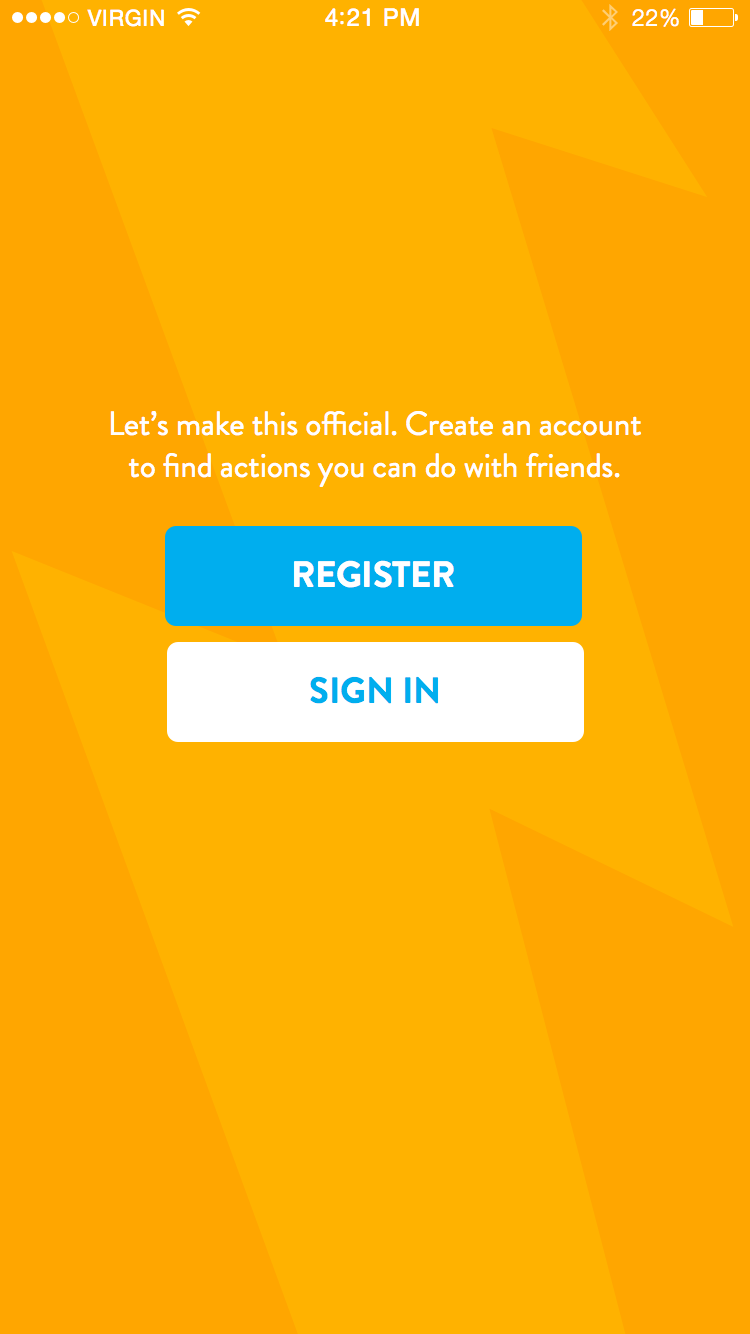 VIRGIN 4:21 PM 22%
Let’s make this official. Create an account
to find actions you can do with friends.
REGISTER
SIGN IN